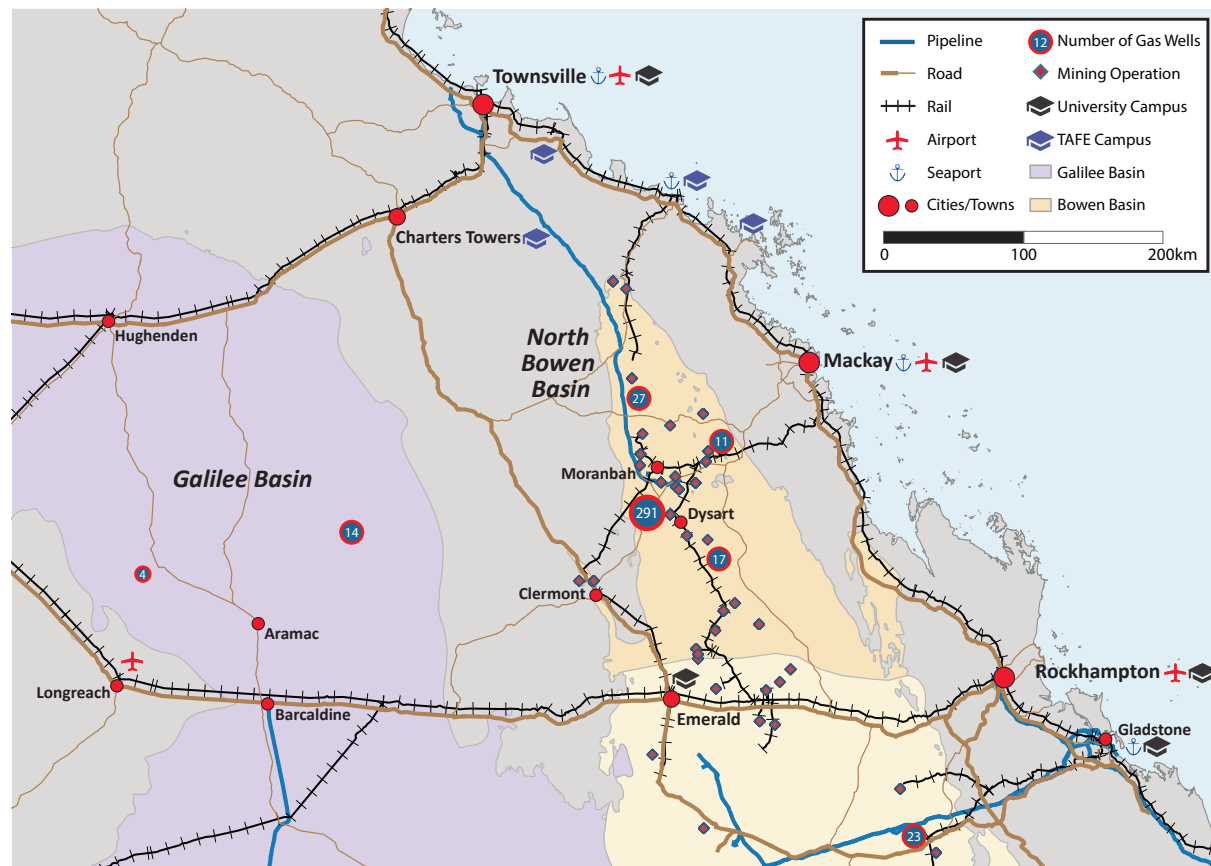 Townsville
Charters Towers
Hughenden
North
Bowen
Basin
Mackay
27
11
Moranbah
Galilee Basin
291
Dysart
14
17
4
Clermont
Aramac
Longreach
Barcaldine
Emerald
Rockhampton
Gladstone
23
Pipeline
Road
Rail
Airport
Seaport
Cities/Towns
12
Number of Gas Wells
Mining Operation
University Campus
TAFE Campus
Galilee Basin
Bowen Basin
0
100
200km